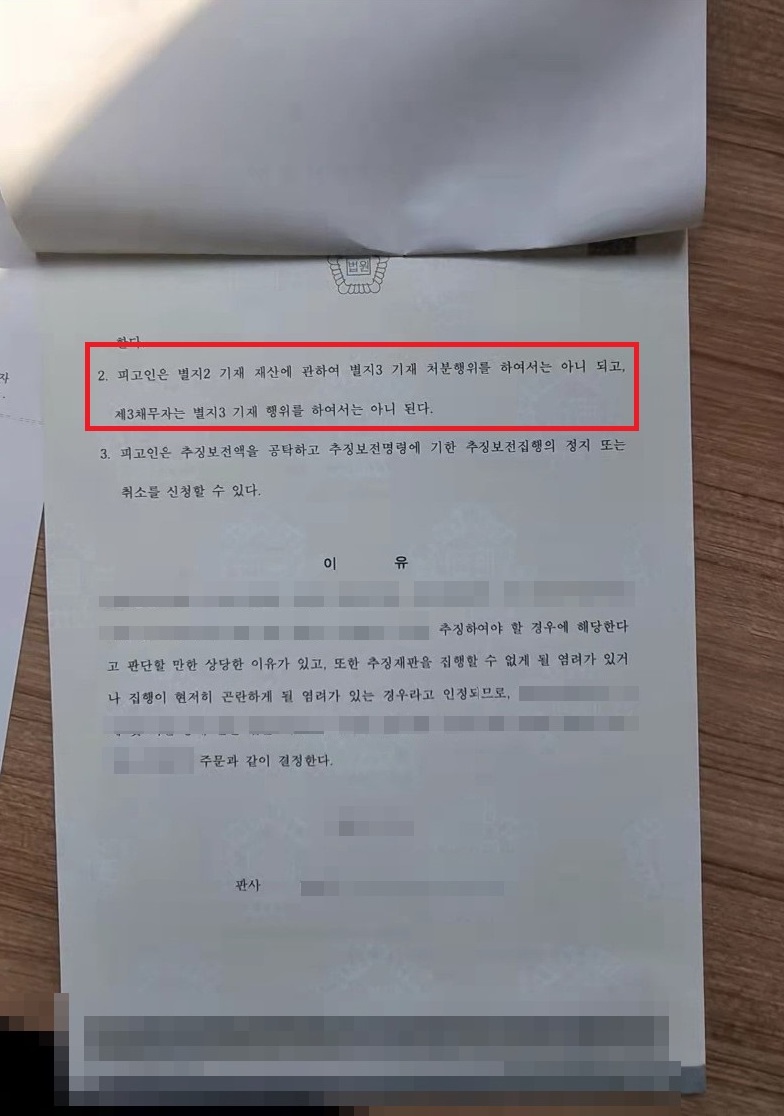 법원
한다.
2. 피고인은 별지2 기재 재산에 관하여 별지3 기재 처분행위를 하여서는 아니 되고,
제3채무자는 별지3 기재 행위를 하여서는 아니 된다.
3. 피고인은 추징보전액을 공탁하고 추징보전명령에 기한 추징보전집행의 정지 또는
취소를 신청할 수 있다.
이 유
추징하여야 할 경우에 해당한다
고 판단할 만한 상당한 이유가 있고, 또한 추징재판을 집행할 수 없게 될 염려가 있거
나 집행이 현저히 곤란하게 될 염려가 있는 경우라고 인정되므로,
주문과 같이 결정한다.
판사
자